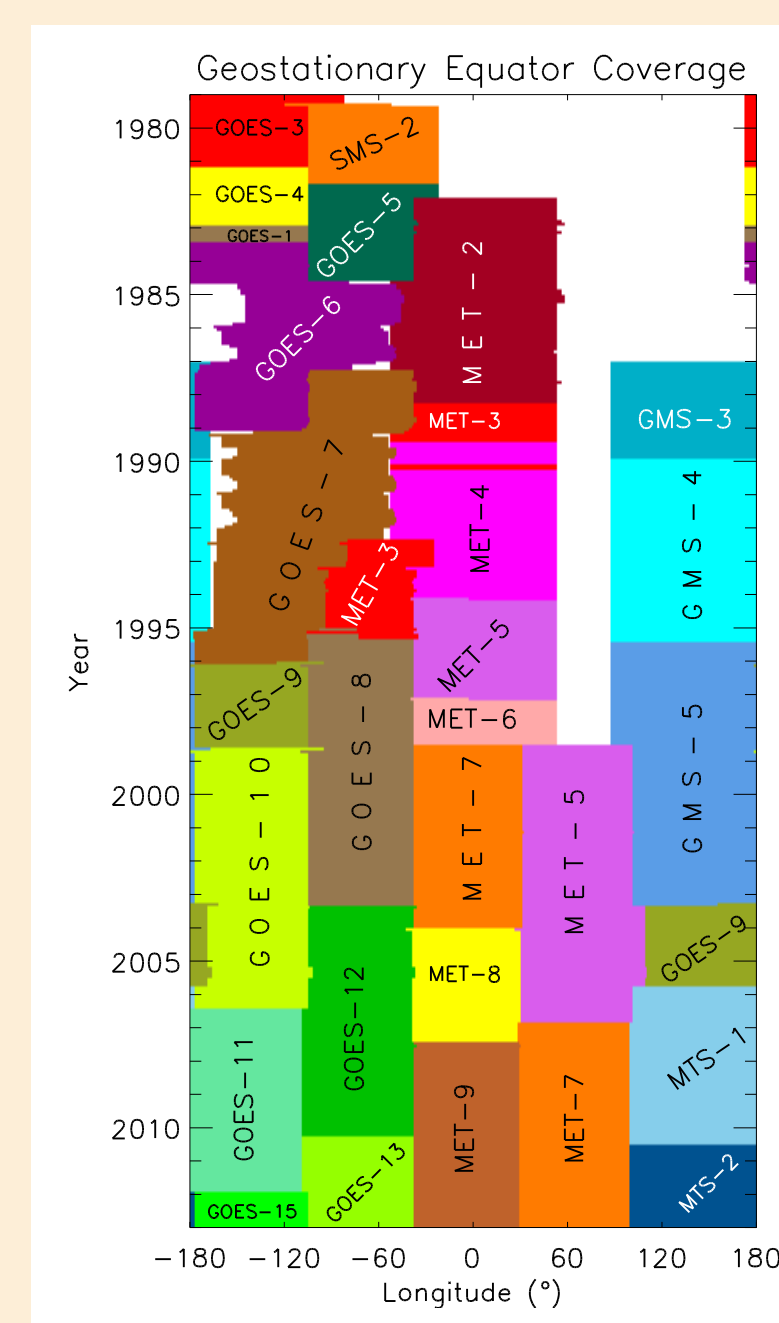 Geostationary Equator Coverage
1980
GOES-3
SMS-2
GOES-4
GOES-5
GOES-1
MET-2
1985
GOES-6
MET-3
GMS-3
1990
GOES-7
MET-4
GMS-4
MET-3
1995
Year
MET-5
GOES-9
GOES-8
MET-6
GMS-5
2000
GOES-10
MET-7
MET-5
2005
GOES-12
MET-8
GOES-9
GOES-11
MET-9
MET-7
MTS-1
2010
GOES-13
MTS-2
GOES-15
-180 -120 -60 0 60 120 180
Longitude (°)